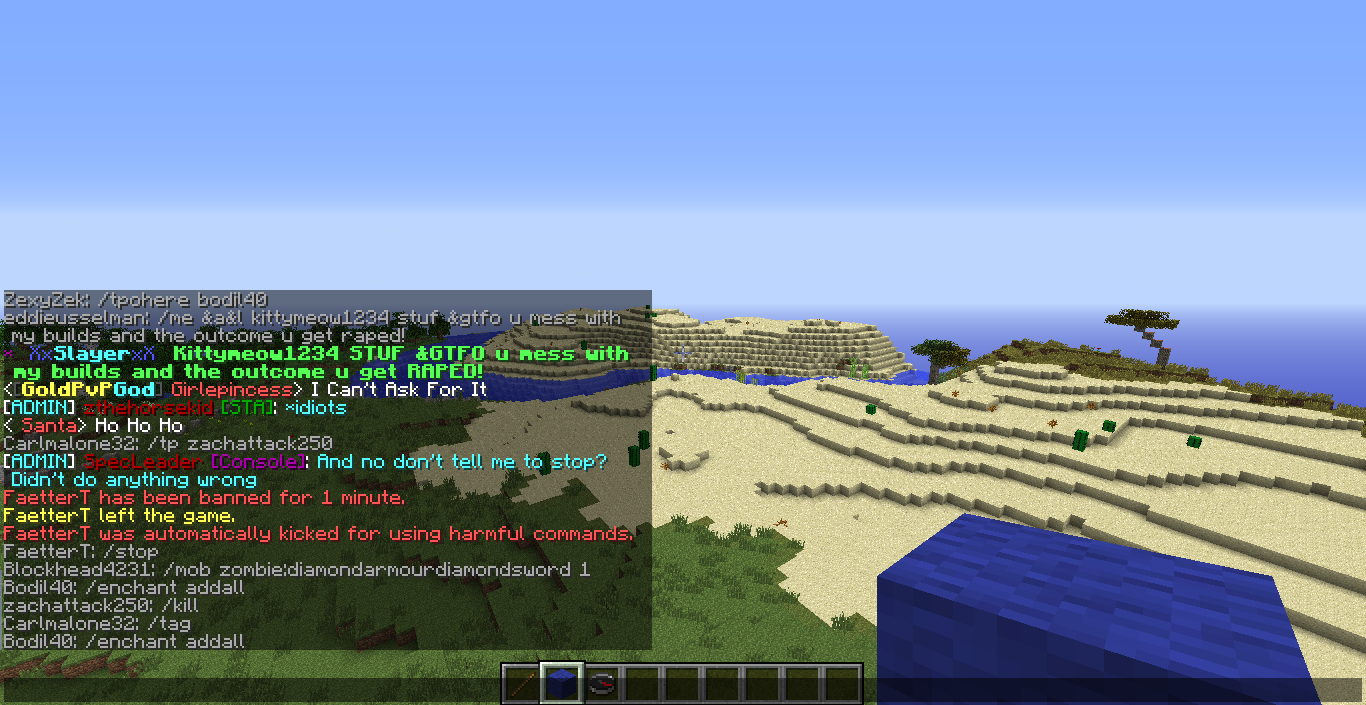 ZexyZek: /tpohere bodil40
eddieusselman: /me &a&l kittymeow1234 stuf &gtfo u mess with
my builds and the outcome u get raped!
* XxSlayerxX Kittymeow1234 STUF &GTFO u mess with
my builds and the outcome u get RAPED!
<[GoldPvPGod] Girlepincess> I Can't Ask For It
[ADMIN] zthehorsekid [STA]: ×idiots
< Santa> Ho Ho Ho
Carlmalone32: /tp zachattack250
[ADMIN] SpecLeader [Console]: And no don't tell me to stop?
Didn't do anything wrong
FaetterT has been banned for 1 minute.
FaetterT left the game.
FaetterT was automatically kicked for using harmful commands.
FaetterT: /stop
Blockhead4231: /mob zombie:diamondarmourdiamondsword 1
Bodil40: /enchant addall
zachattack250: /kill
Carlmalone32: /tag
Bodil40: /enchant addall